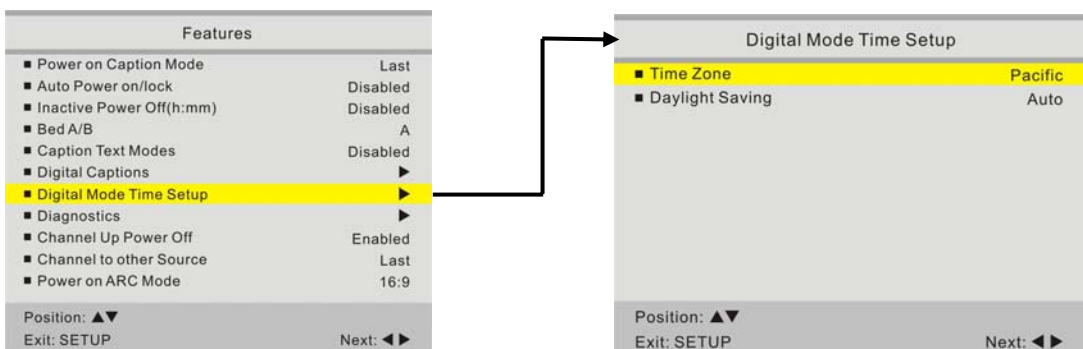 Features
■ Power on Caption Mode Last
■ Auto Power on/lock Disabled
■ Inactive Power Off(h:mm) Disabled
■ Bed A/B A
■ Caption Text Modes Disabled
■ Digital Captions ▶
■ Digital Mode Time Setup ▶
■ Diagnostics ▶
■ Channel Up Power Off Enabled
■ Channel to other Source Last
■ Power on ARC Mode 16:9
Position: ▲▼
Exit: SETUP Next: ◀ ▶
Digital Mode Time Setup
■ Time Zone Pacific
■ Daylight Saving Auto
Position: ▲▼
Exit: SETUP Next: ◀ ▶